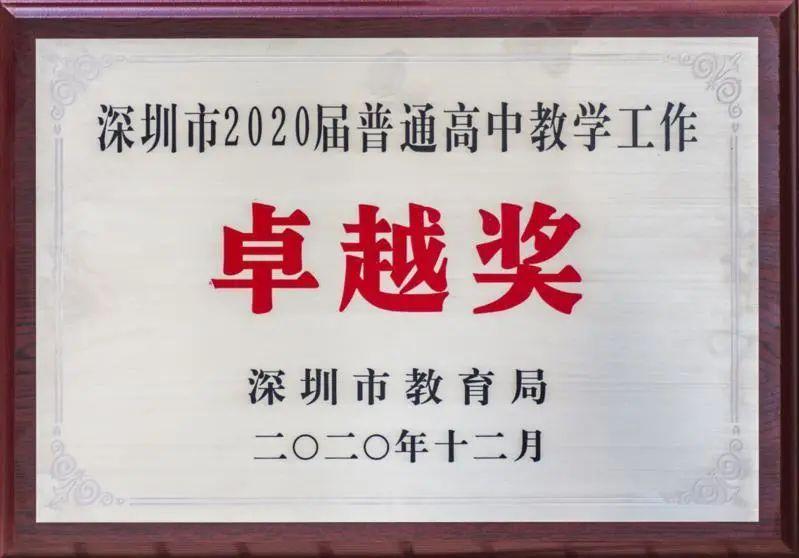 深圳市2020届普通高中教学工作
卓越奖
深圳市教育局
二〇二〇年十二月